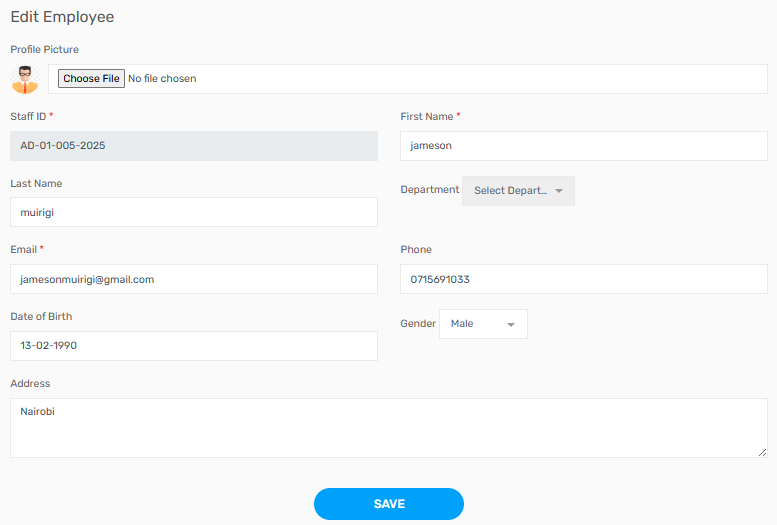 Edit Employee
Profile Picture
Choose File No file chosen
Staff ID * First Name *
AD-01-005-2025 jameson
Last Name Department Select Depart...
muirigi
Email * Phone
jamesonmuirigi@gmail.com 0715691033
Date of Birth Gender Male
13-02-1990
Address
Nairobi
SAVE